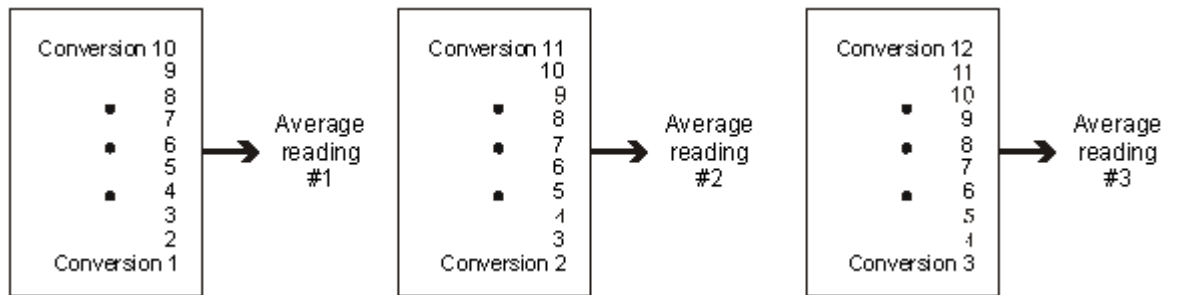 Conversion 10
9
8
7
6
5
4
3
2
Conversion 1
Average
reading
#1
Conversion 11
10
9
8
7
6
5
4
3
Conversion 2
Average
reading
#2
Conversion 12
11
10
9
8
7
6
5
4
Conversion 3
Average
reading
#3